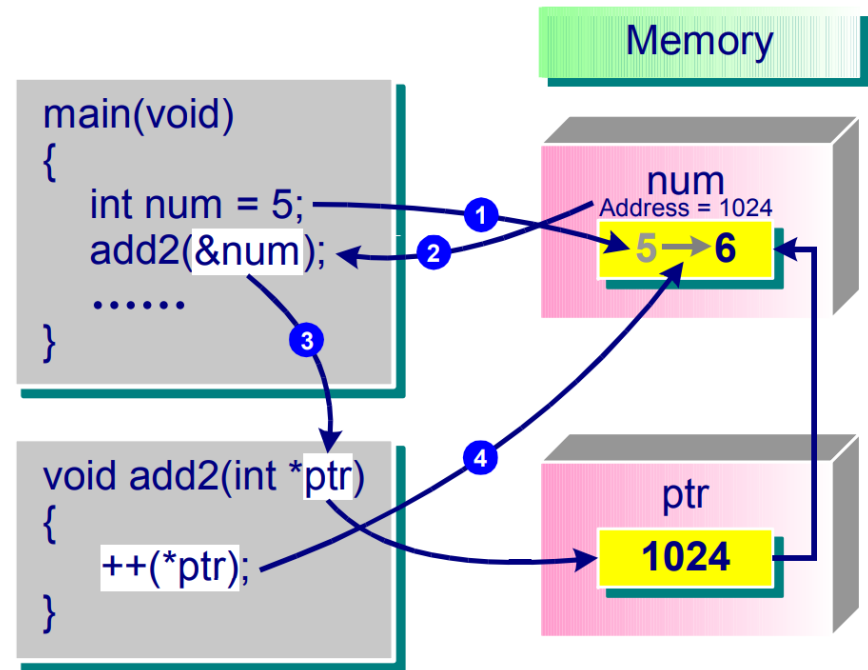 Memory
main(void)
{
int num = 5;
add2(&num);
......
}
1
2
3
num
Address = 1024
5 6
void add2(int *ptr)
{
++(*ptr);
}
4
ptr
1024